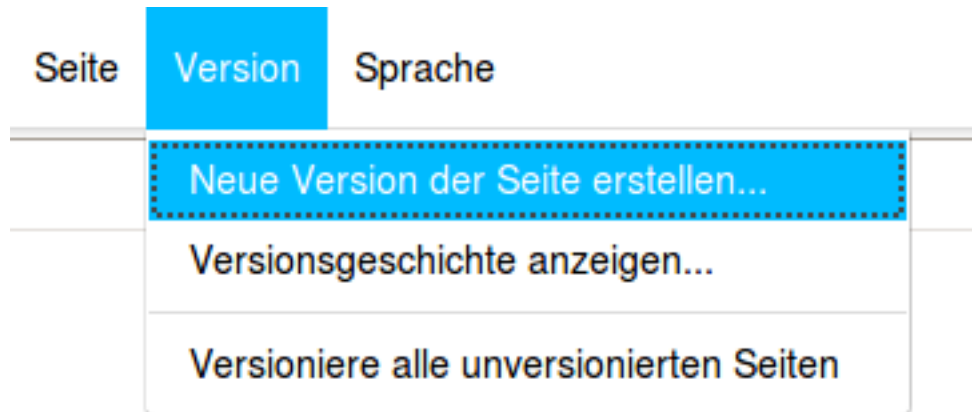 Seite Version Sprache
Neue Version der Seite erstellen...
Versionsgeschichte anzeigen...
Versioniere alle unversionierten Seiten